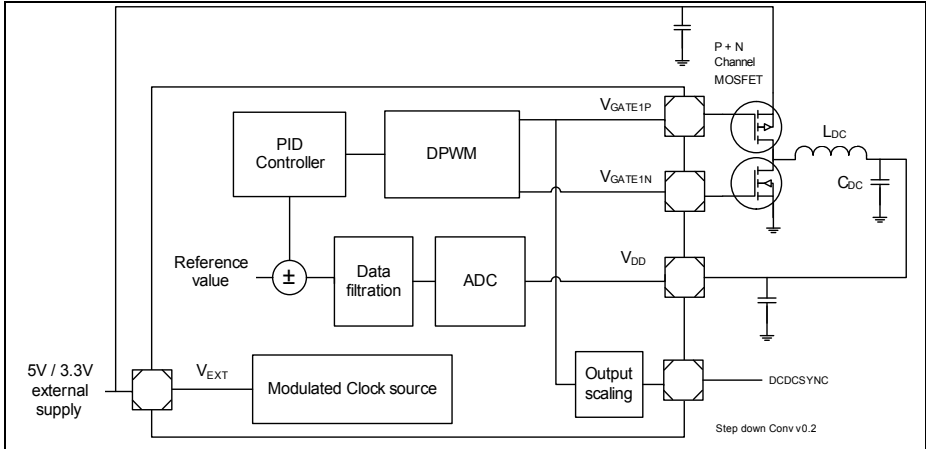 P + N
Channel
MOSFET
VGATE1P
PID
Controller
DPWM
LDC
VGATE1N
CDC
Reference
value
±
Data
filtration
ADC
VDD
5V / 3.3V
external
supply
VEXT
Modulated Clock source
Output
scaling
DCDCSYNC
Step down Conv v0.2